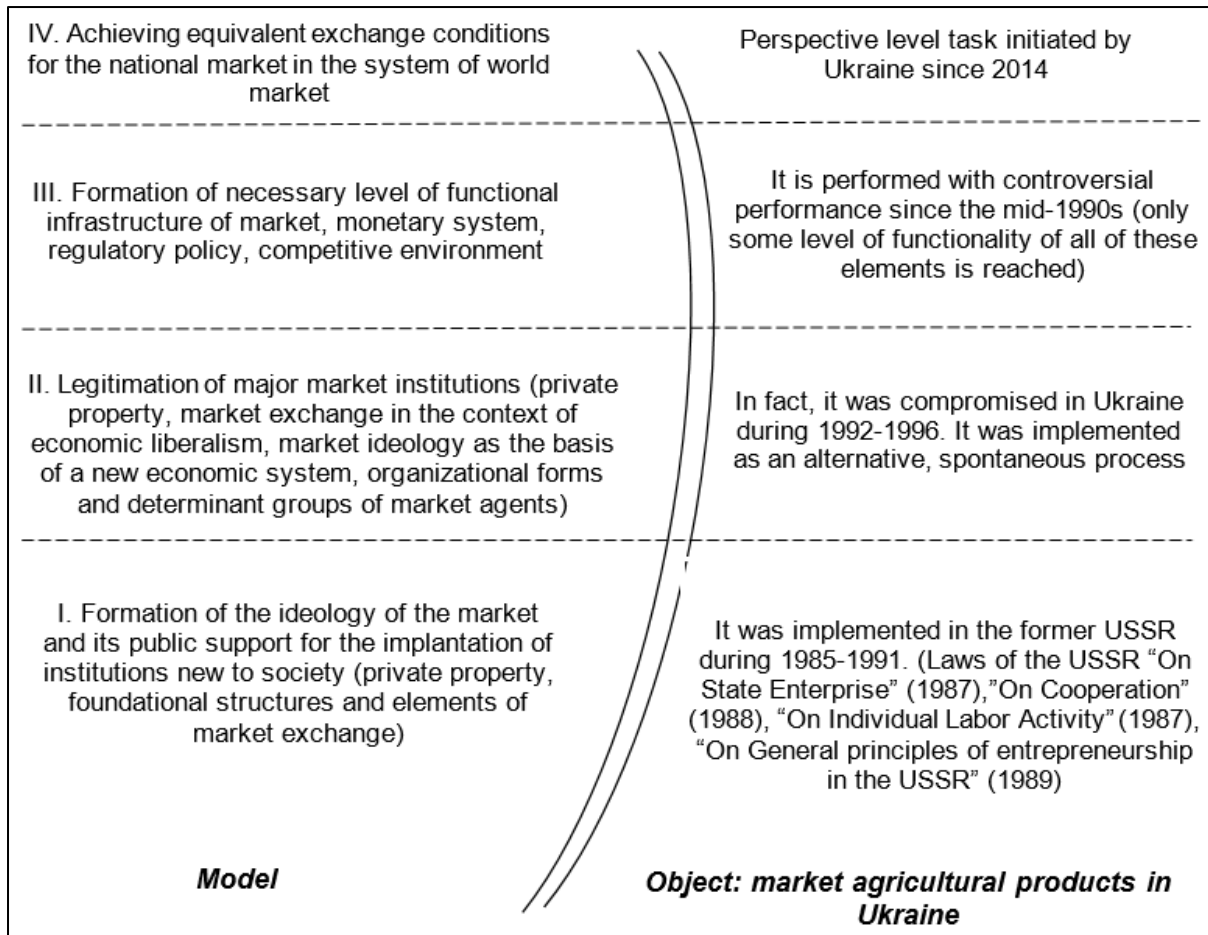 IV. Achieving equivalent exchange conditions
for the national market in the system of world
market
Perspective level task initiated by
Ukraine since 2014
III. Formation of necessary level of functional
infrastructure of market, monetary system,
regulatory policy, competitive environment
It is performed with controversial
performance since the mid-1990s (only
some level of functionality of all of these
elements is reached)
II. Legitimation of major market institutions (private
property, market exchange in the context of
economic liberalism, market ideology as the basis
of a new economic system, organizational forms
and determinant groups of market agents)
In fact, it was compromised in Ukraine
during 1992-1996. It was implemented
as an alternative, spontaneous process
I. Formation of the ideology of the market
and its public support for the implantation of
institutions new to society (private property,
foundational structures and elements of
market exchange)
It was implemented in the former USSR
during 1985-1991. (Laws of the USSR “On
State Enterprise” (1987),”On Cooperation”
(1988), “On Individual Labor Activity” (1987),
“On General principles of entrepreneurship
in the USSR” (1989)
Model
Object: market agricultural products in
Ukraine